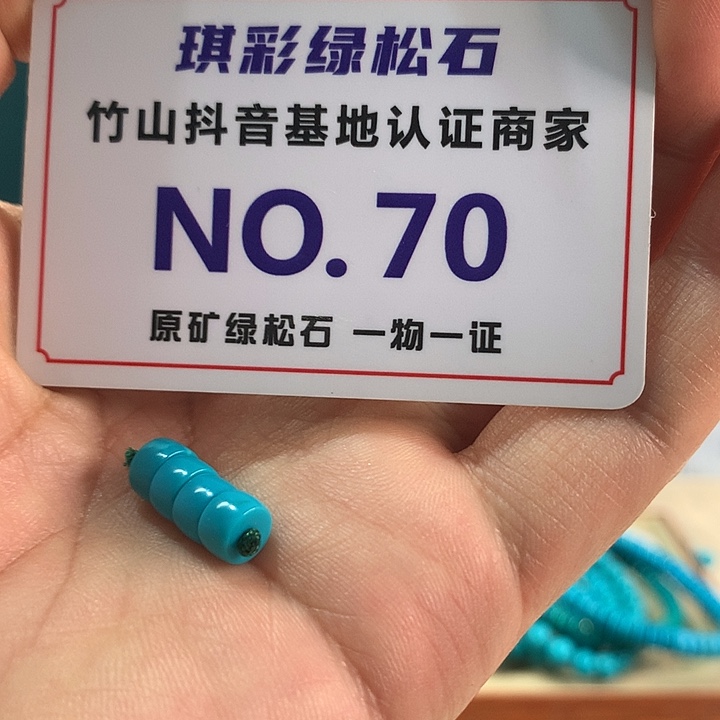 琪彩绿松石
竹山抖音基地认证商家
NO.70
原矿绿松石 一物一证